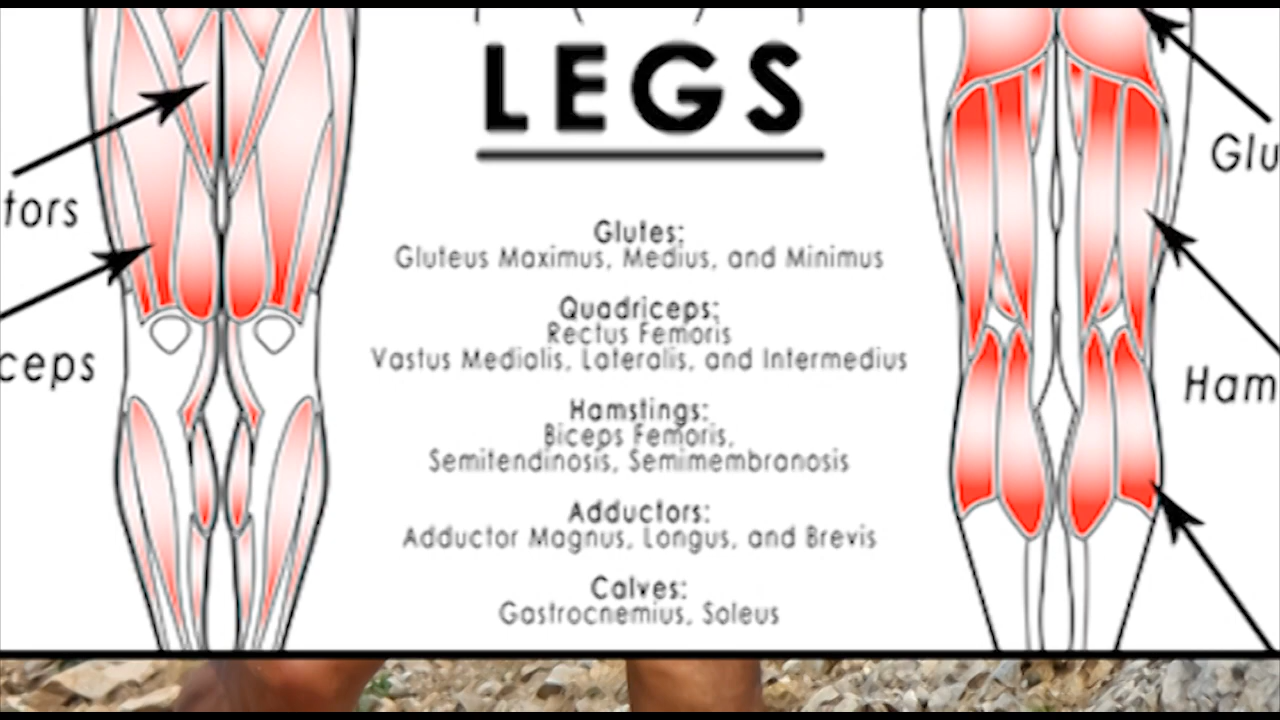 LEGS
tors
ceps
Glu
Ham
Glutes:
Gluteus Maximus, Medius, and Minimus
Quadriceps:
Rectus Femoris
Vastus Medialis, Lateralis, and Intermedius
Hamstings:
Biceps Femoris,
Semitendinosis, Semimembranosis
Adductors:
Adductor Magnus, Longus, and Brevis
Calves:
Gastrocnemius, Soleus